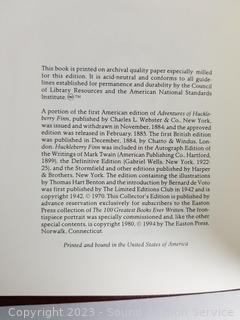 This book is printed on archival quality paper especially milled
for this edition. It is acid-neutral and conforms to all guide-
lines established for permanence and durability by the Council
of Library Resources and the American National Standards
Institute. ♾™
A portion of the first American edition of Adventures of Huckle-
berry Finn, published by Charles L. Webster & Co., New York,
was issued and withdrawn in November, 1884; and the approved
edition was released in February, 1885. The first British edition
was published in December, 1884, by Chatto & Windus, Lon-
don. Huckleberry Finn was included in the Autograph Edition of
the Writings of Mark Twain (American Publishing Co., Hartford,
1899), the Definitive Edition (Gabriel Wells, New York, 1922-
25), and the Stormfield and other editions published by Harper
& Brothers, New York. The edition containing the illustrations
by Thomas Hart Benton and the introduction by Bernard de Voto
was first published by The Limited Editions Club in 1942 and is
copyright 1942, © 1970. This Collector's Edition is published by
advance reservation exclusively for subscribers to the Easton
Press collection of The 100 Greatest Books Ever Written. The fron-
tispiece portrait was specially commissioned and, like the other
special contents, is copyright 1980, © 1994 by The Easton Press,
Norwalk, Connecticut.
Printed and bound in the United States of America
Copyright 2023 - Should Auction